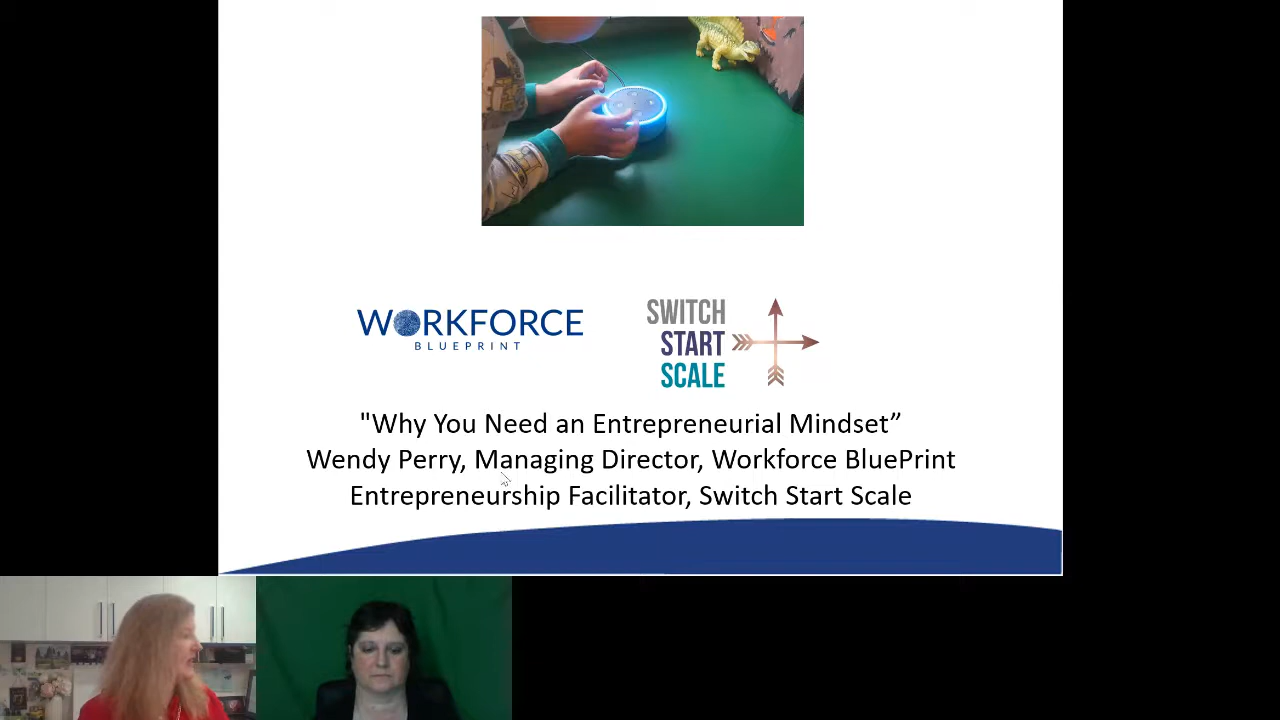 WORKFORCE
BLUEPRINT
SWITCH
START
SCALE
"Why You Need an Entrepreneurial Mindset”
Wendy Perry, Managing Director, Workforce BluePrint
Entrepreneurship Facilitator, Switch Start Scale